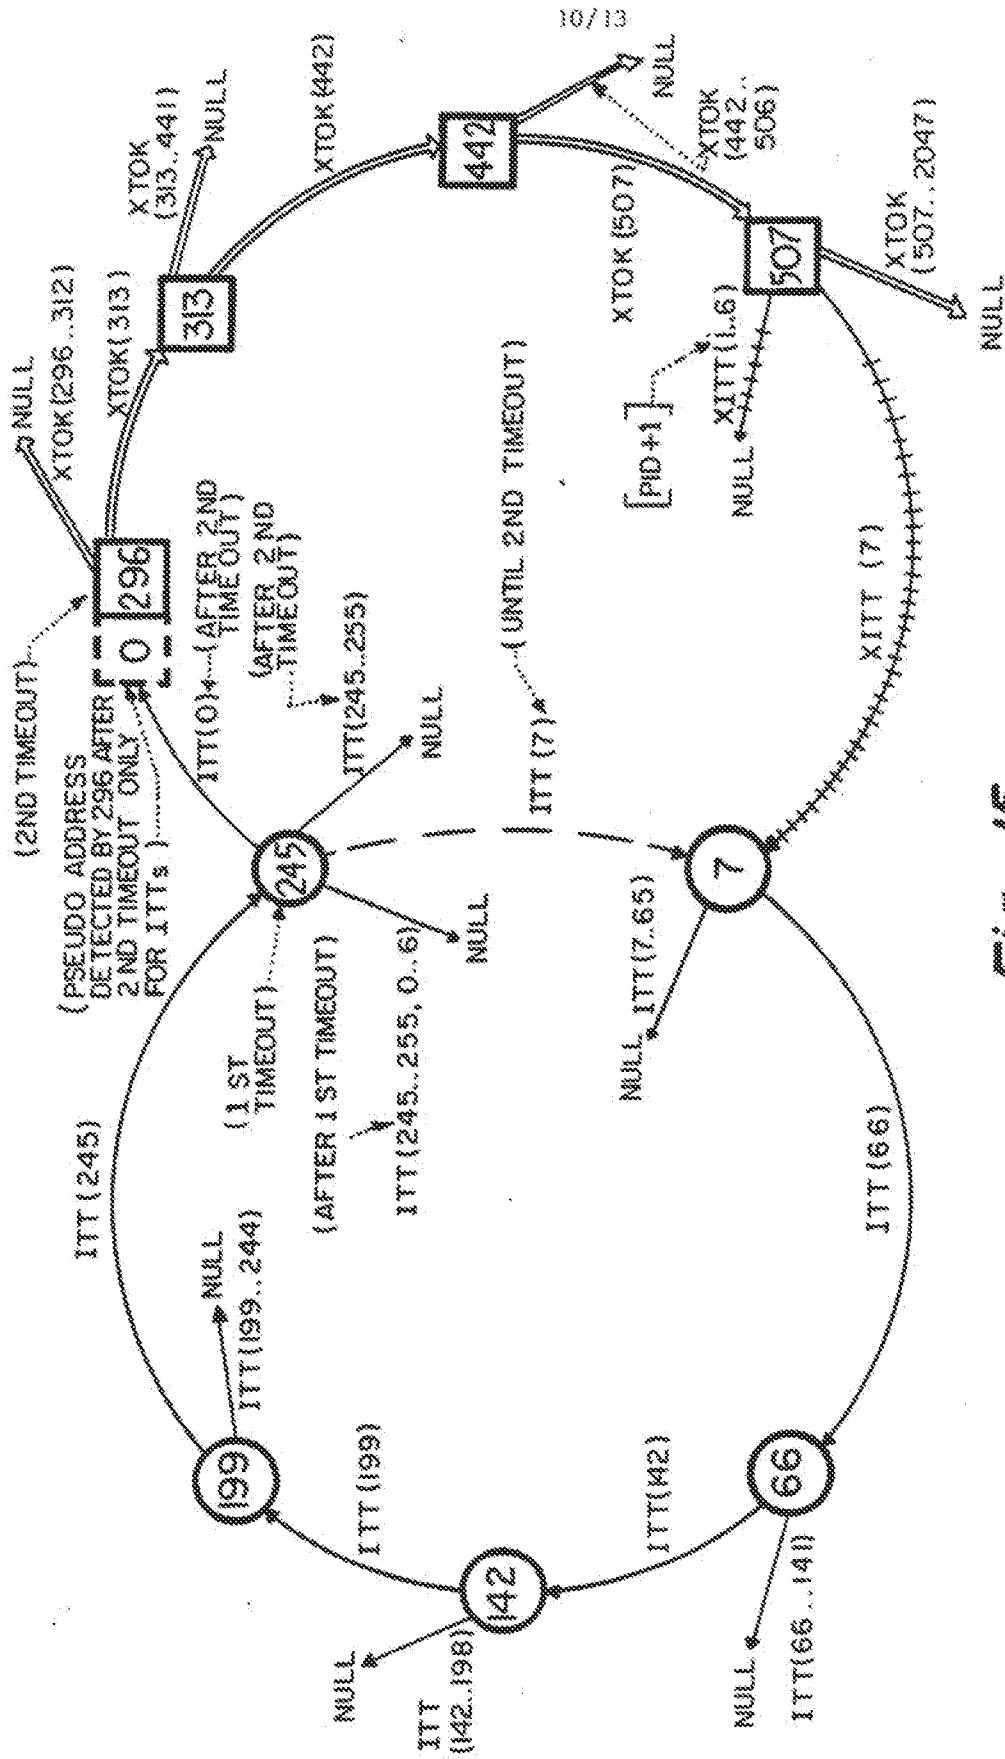 10/13
(2ND TIMEOUT)
NULL
XTOK(296..312)
(PSEUDO ADDRESS
DETECTED BY 296 AFTER
2ND TIMEOUT ONLY
FOR ITTs)
0
296
XTOK(313)
XTOK
(313..441)
NULL
313
XTOK(442)
442
NULL
XTOK
(442..
506)
XTOK(507)
507
XTOK
(507..2047)
NULL
[PID+1]
XITT(1..6)
NULL
XITT (7)
ITT(0)
(AFTER 2ND
TIMEOUT)
(AFTER 2ND
TIMEOUT)
ITT(245..255)
NULL
245
(1 ST
TIMEOUT)
(AFTER 1 ST TIMEOUT)
ITT(245..255, 0..6)
NULL
ITT (7)
(UNTIL 2ND TIMEOUT)
7
ITT(7..65)
NULL
ITT(66)
66
NULL
ITT(66...141)
ITT(142)
142
NULL
ITT
(142..198)
ITT (199)
199
NULL
ITT(199..244)
ITT (245)